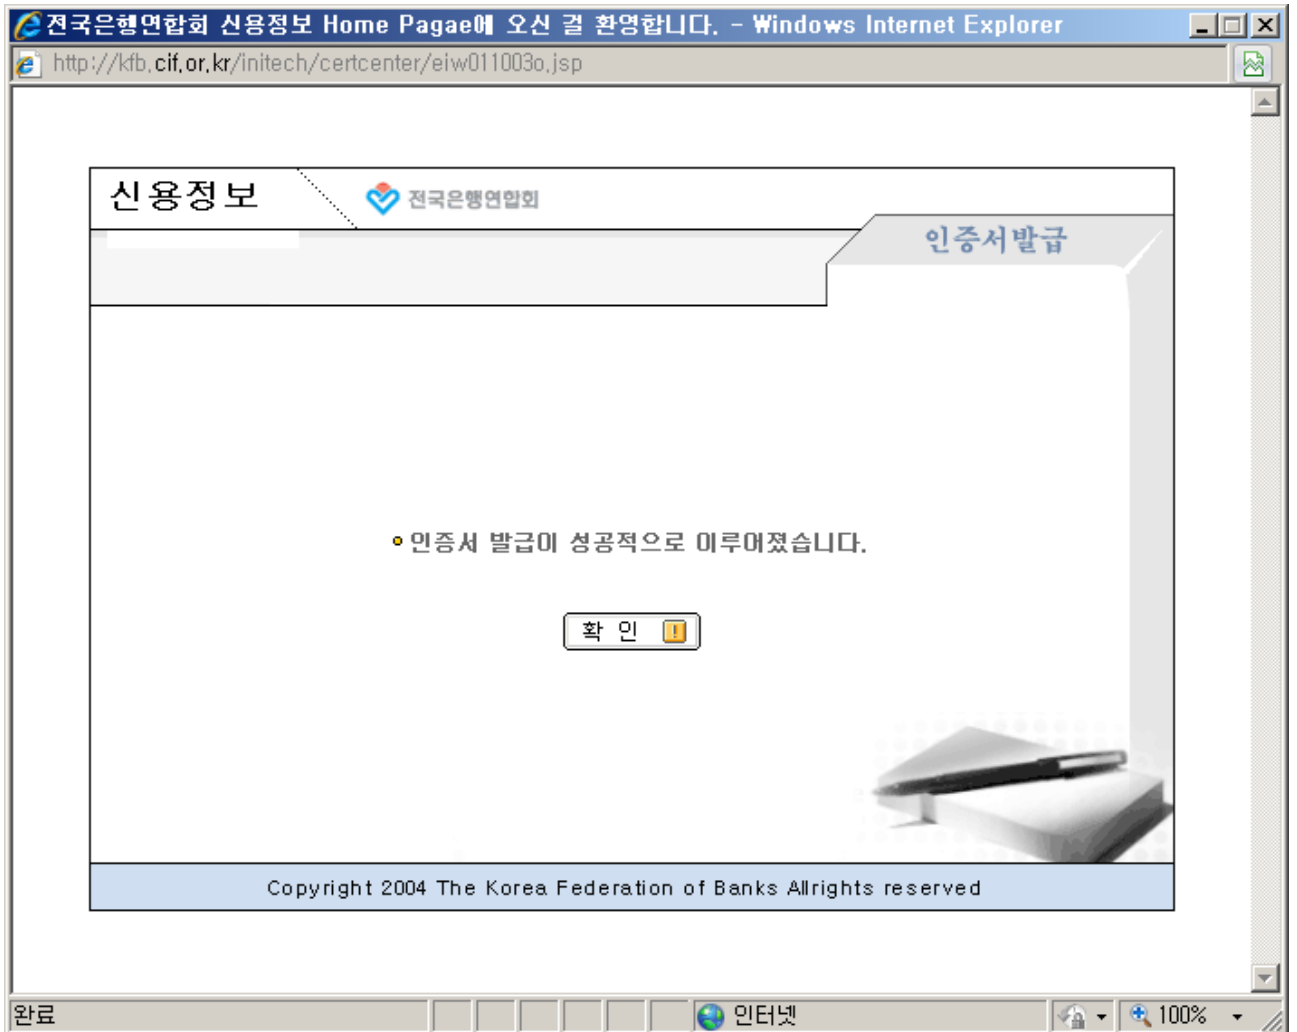 전국은행연합회 신용정보 Home Pagae에 오신 걸 환영합니다. - Windows Internet Explorer
http://kfb.cif.or.kr/initech/certcenter/eiw011003o.jsp
신용정보
전국은행연합회
인증서발급
인증서 발급이 성공적으로 이루어졌습니다.
확 인
Copyright 2004 The Korea Federation of Banks Allrights reserved
완료
인터넷
100%